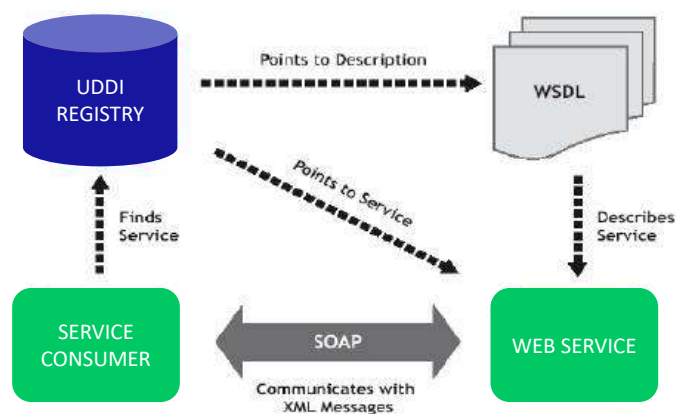 UDDI
REGISTRY
Points to Description
WSDL
Points to Service
Finds
Service
Describes
Service
SERVICE
CONSUMER
SOAP
WEB SERVICE
Communicates with
XML Messages